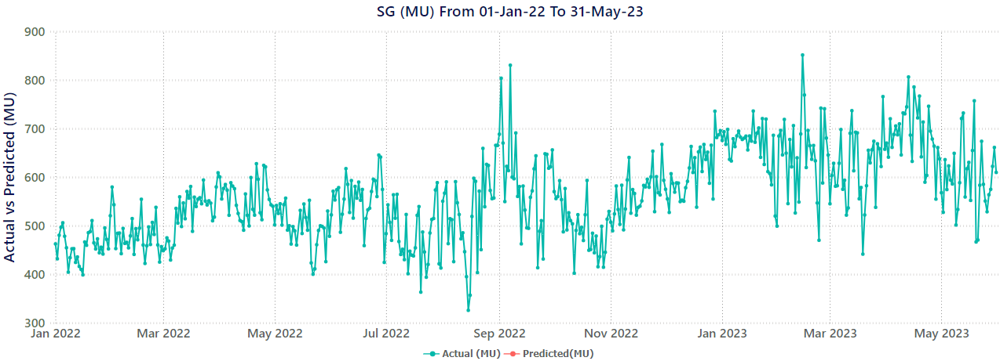 SG (MU) From 01-Jan-22 To 31-May-23
Actual vs Predicted (MU)
900
800
700
600
500
400
300
Jan 2022 Mar 2022 May 2022 Jul 2022 Sep 2022 Nov 2022 Jan 2023 Mar 2023 May 2023
Actual (MU) Predicted(MU)